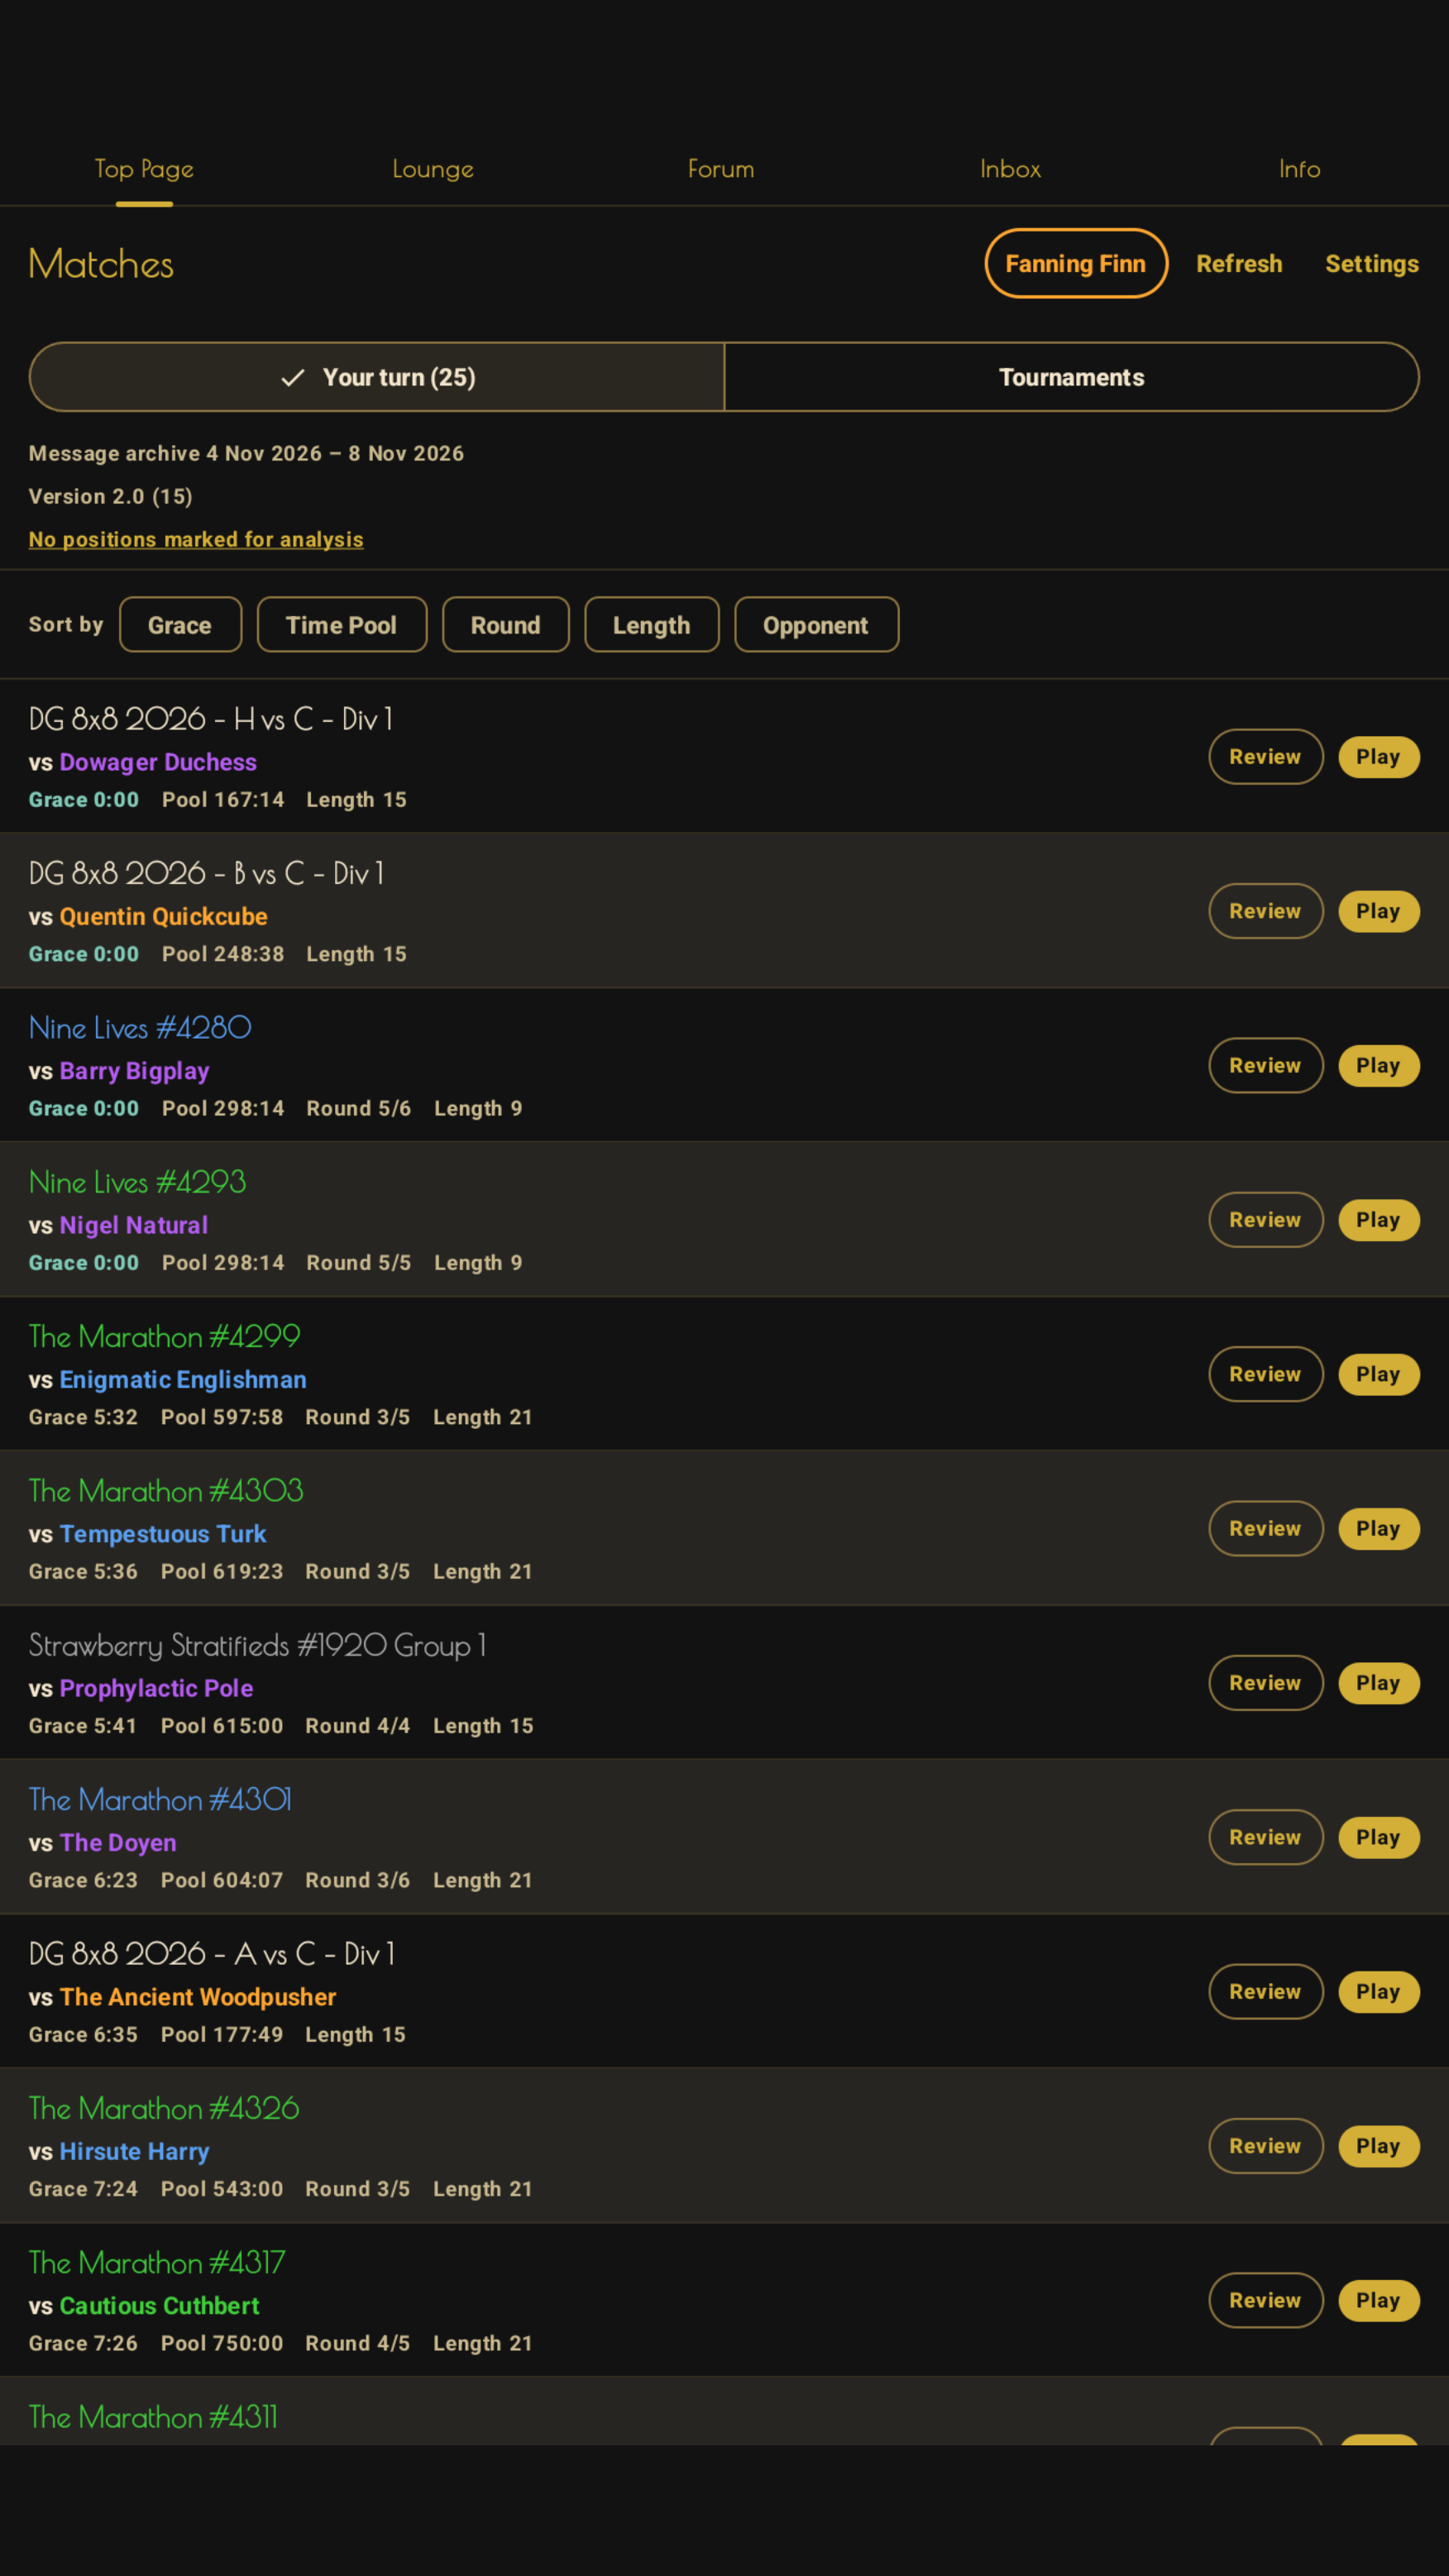 Top Page Lounge Forum Inbox Info
Matches Fanning Finn Refresh Settings
Your turn (25) Tournaments
Message archive 4 Nov 2026 – 8 Nov 2026
Version 2.0 (15)
No positions marked for analysis
Sort by Grace Time Pool Round Length Opponent
DG 8x8 2026 - H vs C - Div 1
vs Dowager Duchess
Review Play
Grace 0:00 Pool 167:14 Length 15
DG 8x8 2026 - B vs C - Div 1
vs Quentin Quickcube
Review Play
Grace 0:00 Pool 248:38 Length 15
Nine Lives #4280
vs Barry Bigplay
Review Play
Grace 0:00 Pool 298:14 Round 5/6 Length 9
Nine Lives #4293
vs Nigel Natural
Review Play
Grace 0:00 Pool 298:14 Round 5/5 Length 9
The Marathon #4299
vs Enigmatic Englishman
Review Play
Grace 5:32 Pool 597:58 Round 3/5 Length 21
The Marathon #4303
vs Tempestuous Turk
Review Play
Grace 5:36 Pool 619:23 Round 3/5 Length 21
Strawberry Stratifieds #1920 Group 1
vs Prophylactic Pole
Review Play
Grace 5:41 Pool 615:00 Round 4/4 Length 15
The Marathon #4301
vs The Doyen
Review Play
Grace 6:23 Pool 604:07 Round 3/6 Length 21
DG 8x8 2026 - A vs C - Div 1
vs The Ancient Woodpusher
Review Play
Grace 6:35 Pool 177:49 Length 15
The Marathon #4326
vs Hirsute Harry
Review Play
Grace 7:24 Pool 543:00 Round 3/5 Length 21
The Marathon #4317
vs Cautious Cuthbert
Review Play
Grace 7:26 Pool 750:00 Round 4/5 Length 21
The Marathon #4311